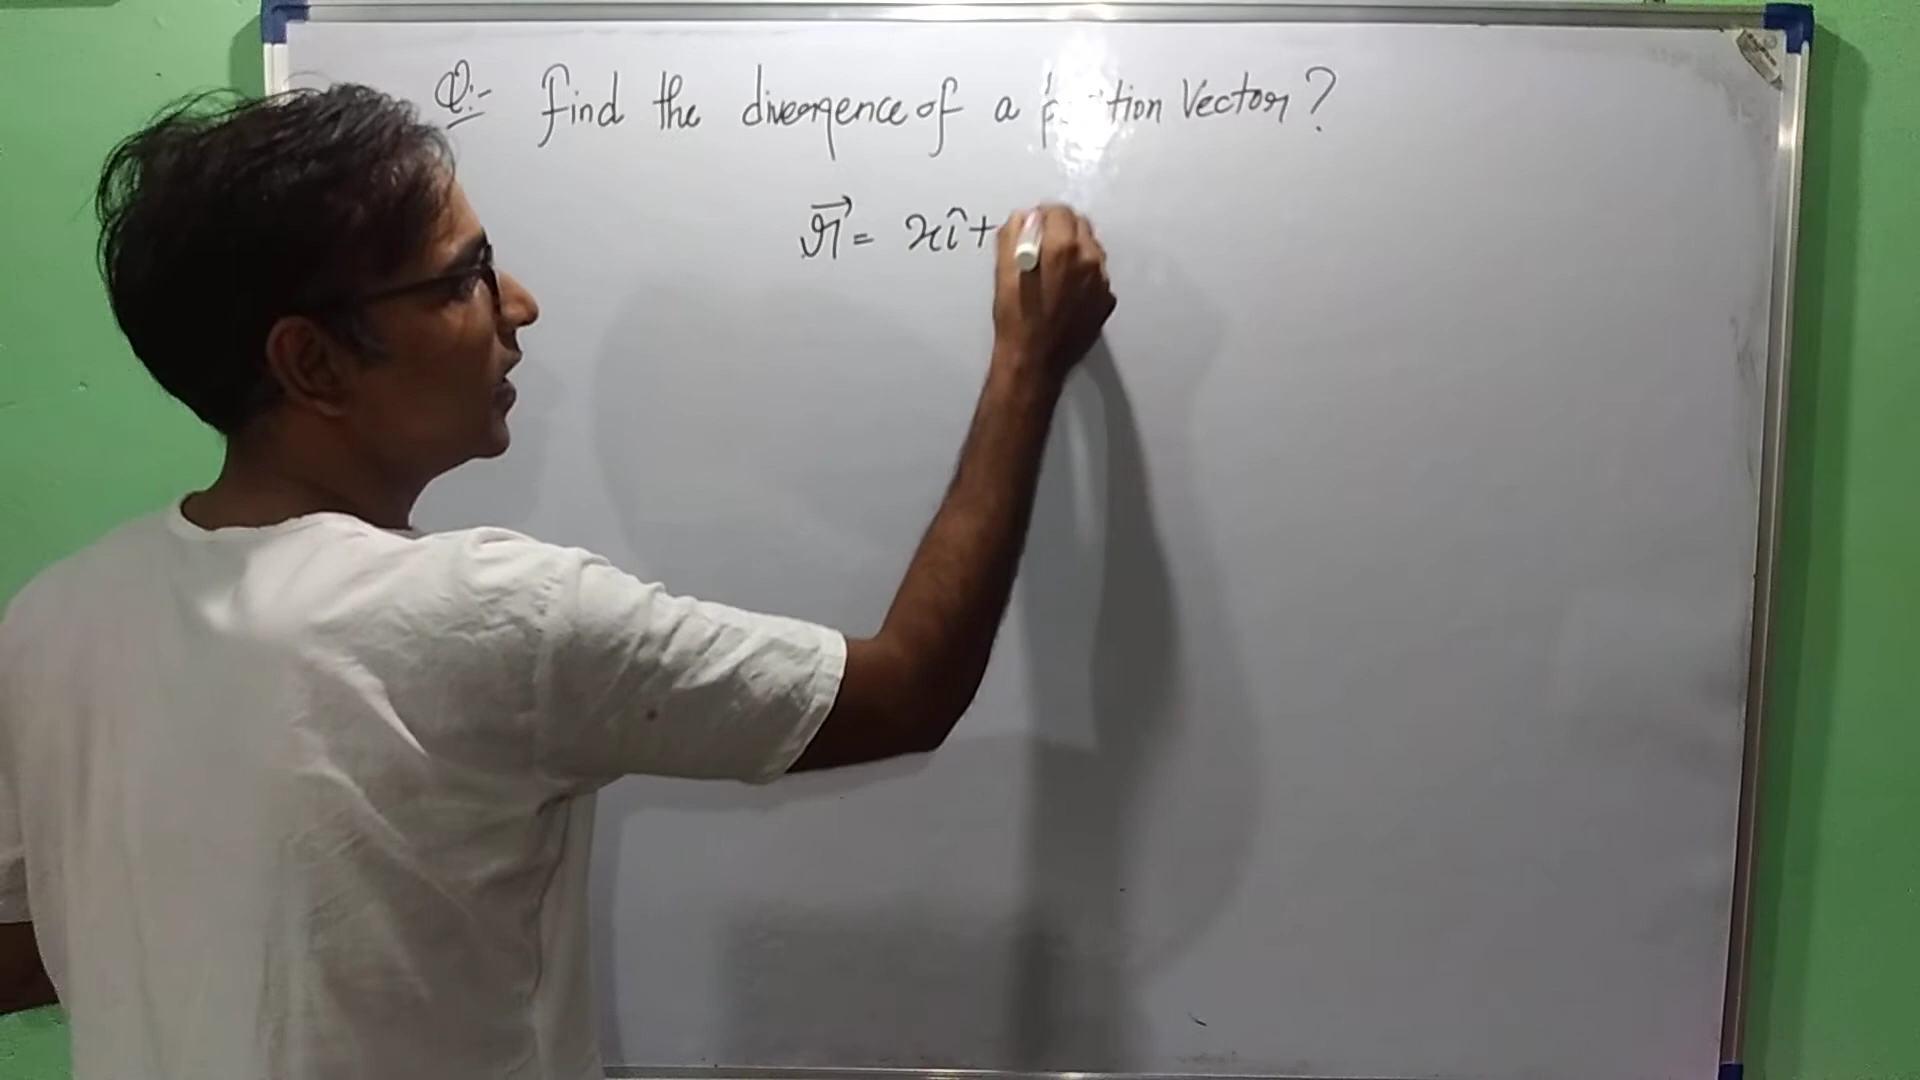 Q:- find the divergence of a position Vector?
r⃗ = xî+